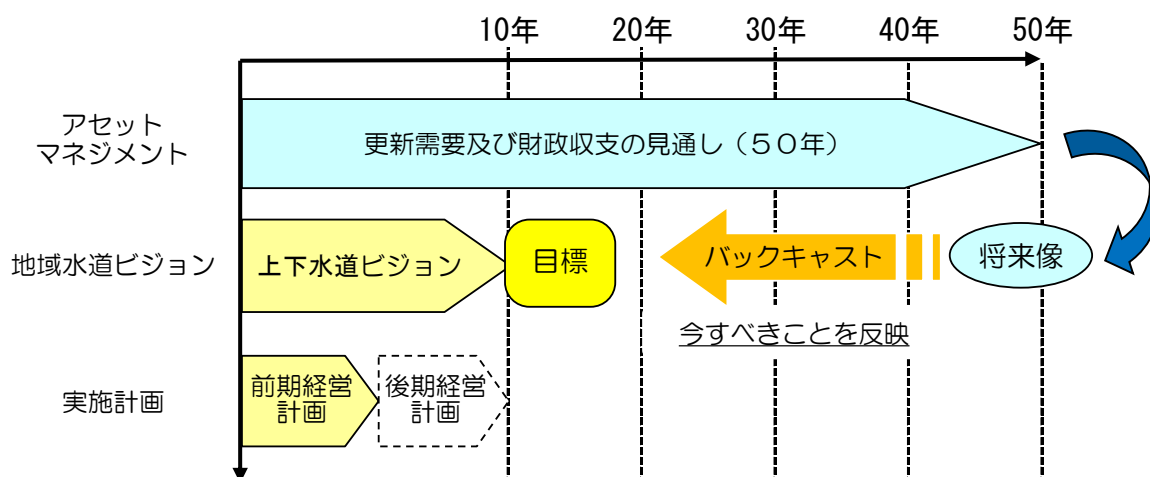 10年 20年 30年 40年 50年
アセット
マネジメント
更新需要及び財政収支の見通し（５０年）
地域水道ビジョン
上下水道ビジョン
目標
バックキャスト
将来像
今すべきことを反映
実施計画
前期経営
計画
後期経営
計画